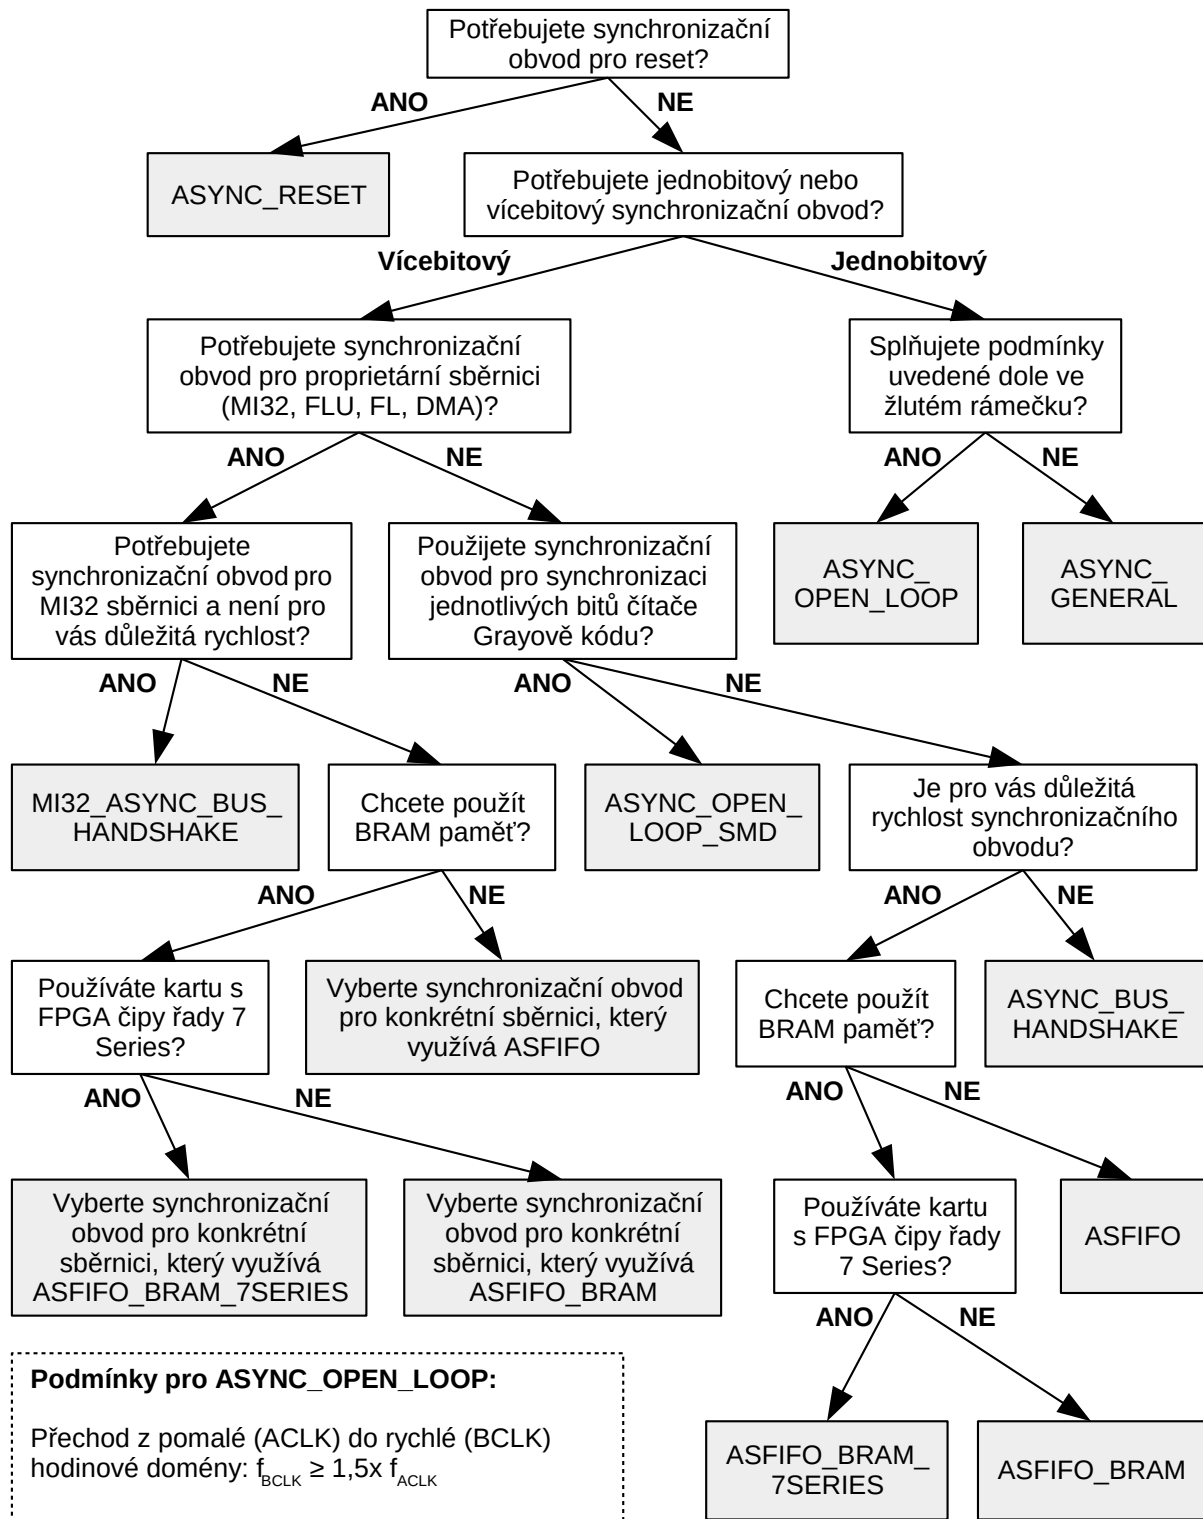 Potřebujete synchronizační
obvod pro reset?
ANO
NE
ASYNC_RESET
Potřebujete jednobitový nebo
vícebitový synchronizační obvod?
Vícebitový
Jednobitový
Potřebujete synchronizační
obvod pro proprietární sběrnici
(MI32, FLU, FL, DMA)?
Splňujete podmínky
uvedené dole ve
žlutém rámečku?
ANO
NE
ANO
NE
Potřebujete
synchronizační obvod pro
MI32 sběrnici a není pro
vás důležitá rychlost?
Použijete synchronizační
obvod pro synchronizaci
jednotlivých bitů čítače
Grayově kódu?
ASYNC_
OPEN_LOOP
ASYNC_
GENERAL
ANO
NE
ANO
NE
MI32_ASYNC_BUS_
HANDSHAKE
Chcete použít
BRAM paměť?
ASYNC_OPEN_
LOOP_SMD
Je pro vás důležitá
rychlost synchronizačního
obvodu?
ANO
NE
ANO
NE
Používáte kartu s
FPGA čipy řady 7
Series?
Vyberte synchronizační obvod
pro konkrétní sběrnici, který
využívá ASFIFO
Chcete použít
BRAM paměť?
ASYNC_BUS_
HANDSHAKE
ANO
NE
ANO
NE
Vyberte synchronizační
obvod pro konkrétní
sběrnici, který využívá
ASFIFO_BRAM_7SERIES
Vyberte synchronizační
obvod pro konkrétní
sběrnici, který využívá
ASFIFO_BRAM
Používáte kartu
s FPGA čipy řady
7 Series?
ASFIFO
ANO
NE
Podmínky pro ASYNC_OPEN_LOOP:
Přechod z pomalé (ACLK) do rychlé (BCLK)
hodinové domény: f_BCLK ≥ 1,5x f_ACLK
ASFIFO_BRAM_
7SERIES
ASFIFO_BRAM